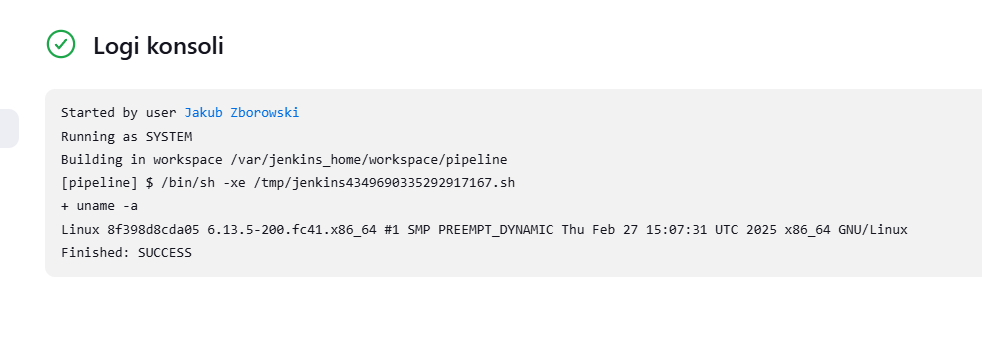 Logi konsoli
Started by user Jakub Zborowski
Running as SYSTEM
Building in workspace /var/jenkins_home/workspace/pipeline
[pipeline] $ /bin/sh -xe /tmp/jenkins4349690335292917167.sh
+ uname -a
Linux 8f398d8cda05 6.13.5-200.fc41.x86_64 #1 SMP PREEMPT_DYNAMIC Thu Feb 27 15:07:31 UTC 2025 x86_64 GNU/Linux
Finished: SUCCESS